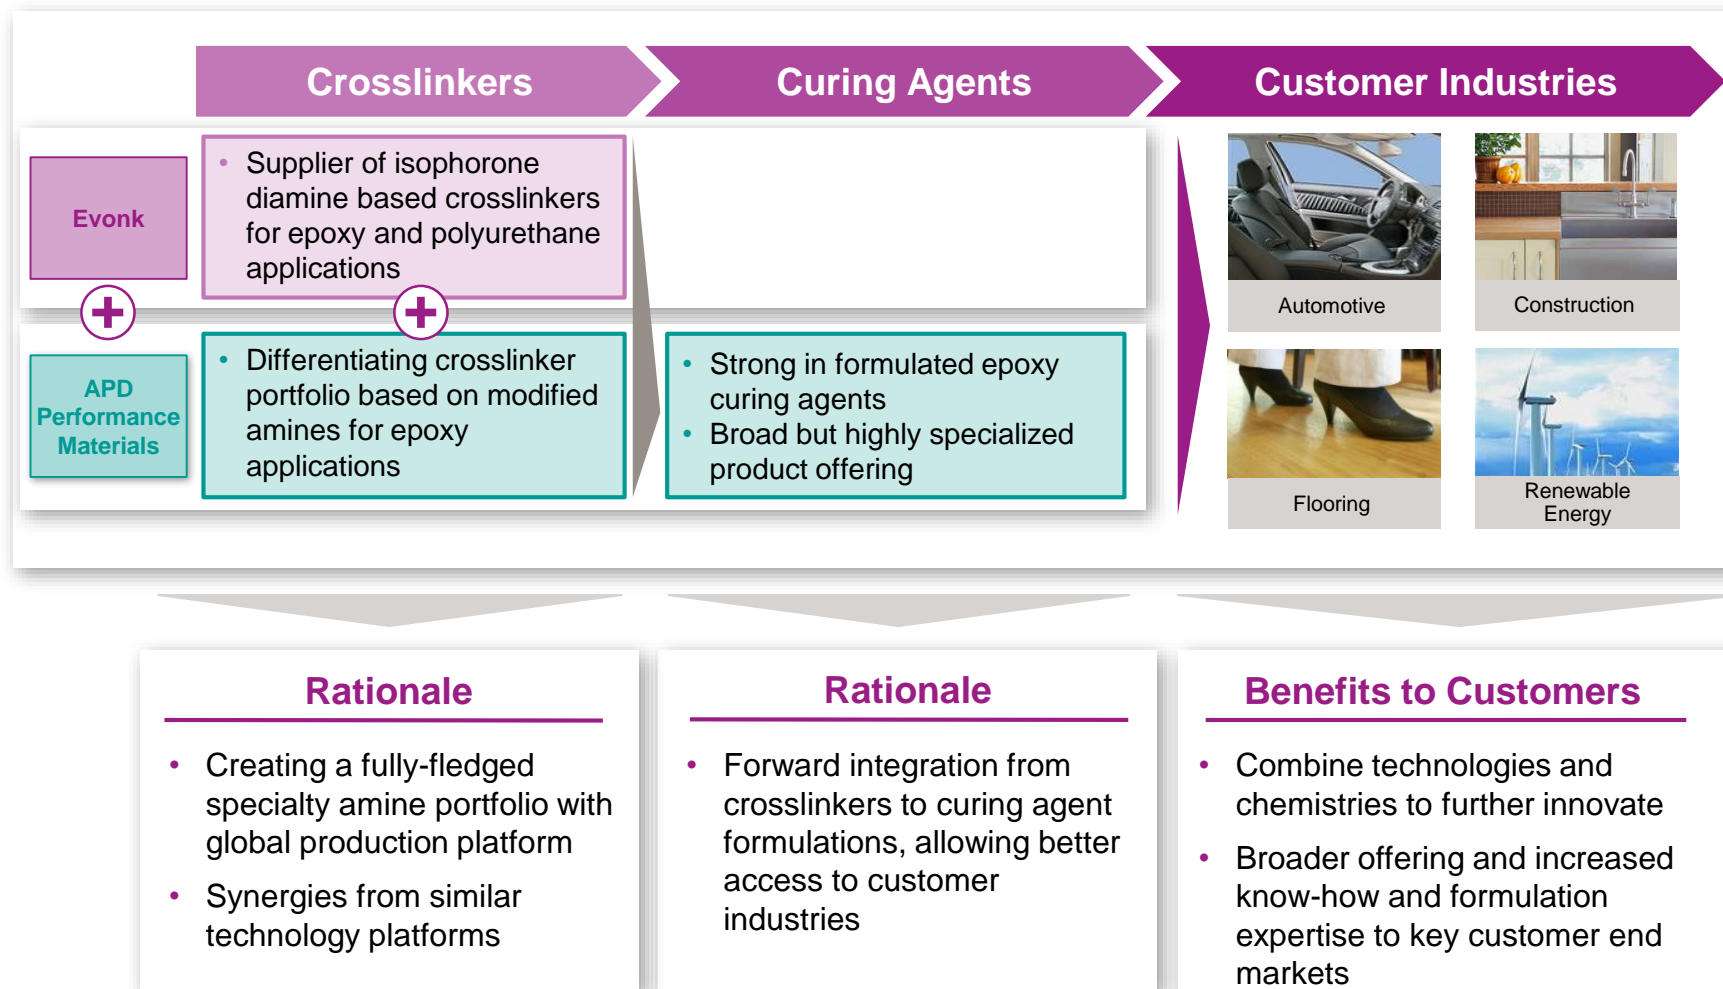 Crosslinkers
Curing Agents
Customer Industries
Evonk
• Supplier of isophorone
diamine based crosslinkers
for epoxy and polyurethane
applications
APD
Performance
Materials
• Differentiating crosslinker
portfolio based on modified
amines for epoxy
applications
• Strong in formulated epoxy
curing agents
• Broad but highly specialized
product offering
Automotive
Construction
Flooring
Renewable
Energy
Rationale
• Creating a fully-fledged
specialty amine portfolio with
global production platform
• Synergies from similar
technology platforms
Rationale
• Forward integration from
crosslinkers to curing agent
formulations, allowing better
access to customer
industries
Benefits to Customers
• Combine technologies and
chemistries to further innovate
• Broader offering and increased
know-how and formulation
expertise to key customer end
markets